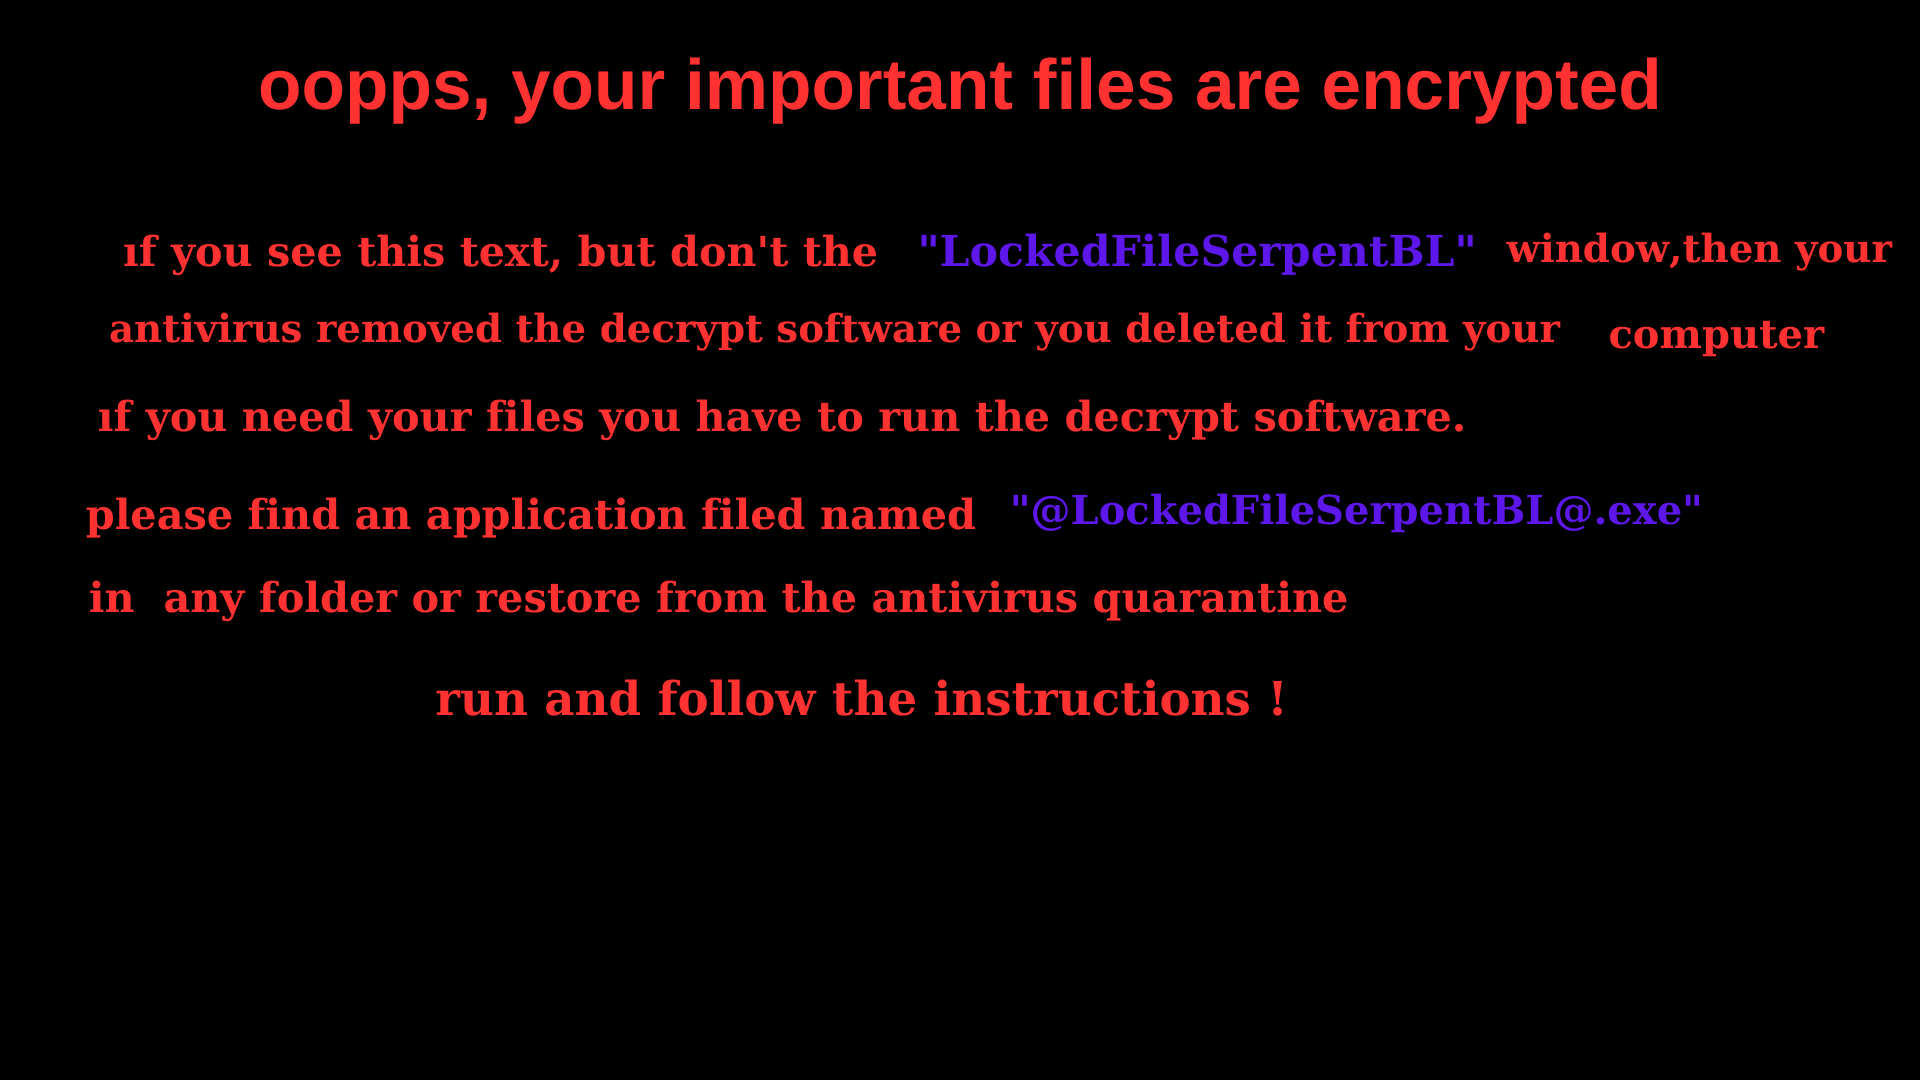 oopps, your important files are encrypted
ıf you see this text, but don't the "LockedFileSerpentBL" window,then your
antivirus removed the decrypt software or you deleted it from your computer
ıf you need your files you have to run the decrypt software.
please find an application filed named "@LockedFileSerpentBL@.exe"
in any folder or restore from the antivirus quarantine
run and follow the instructions !